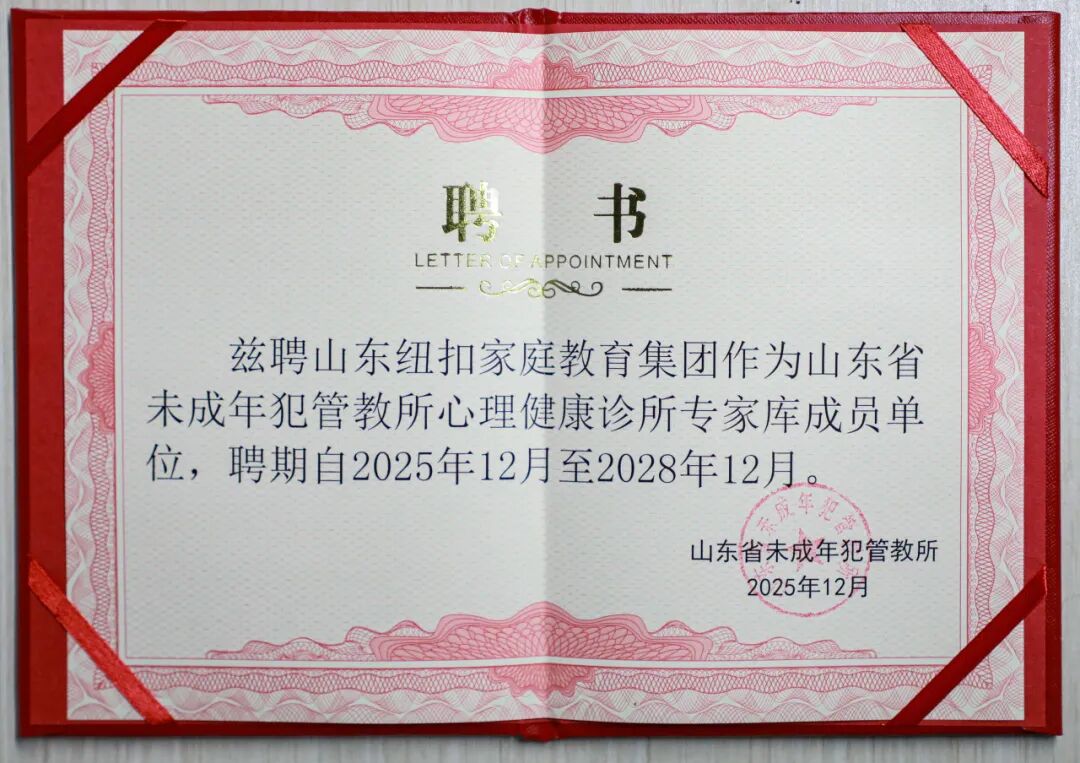 聘书
LETTER OF APPOINTMENT
兹聘山东纽扣家庭教育集团作为山东省
未成年犯管教所心理健康诊所专家库成员单
位，聘期自2025年12月至2028年12月。
山东省未成年犯管教所
2025年12月